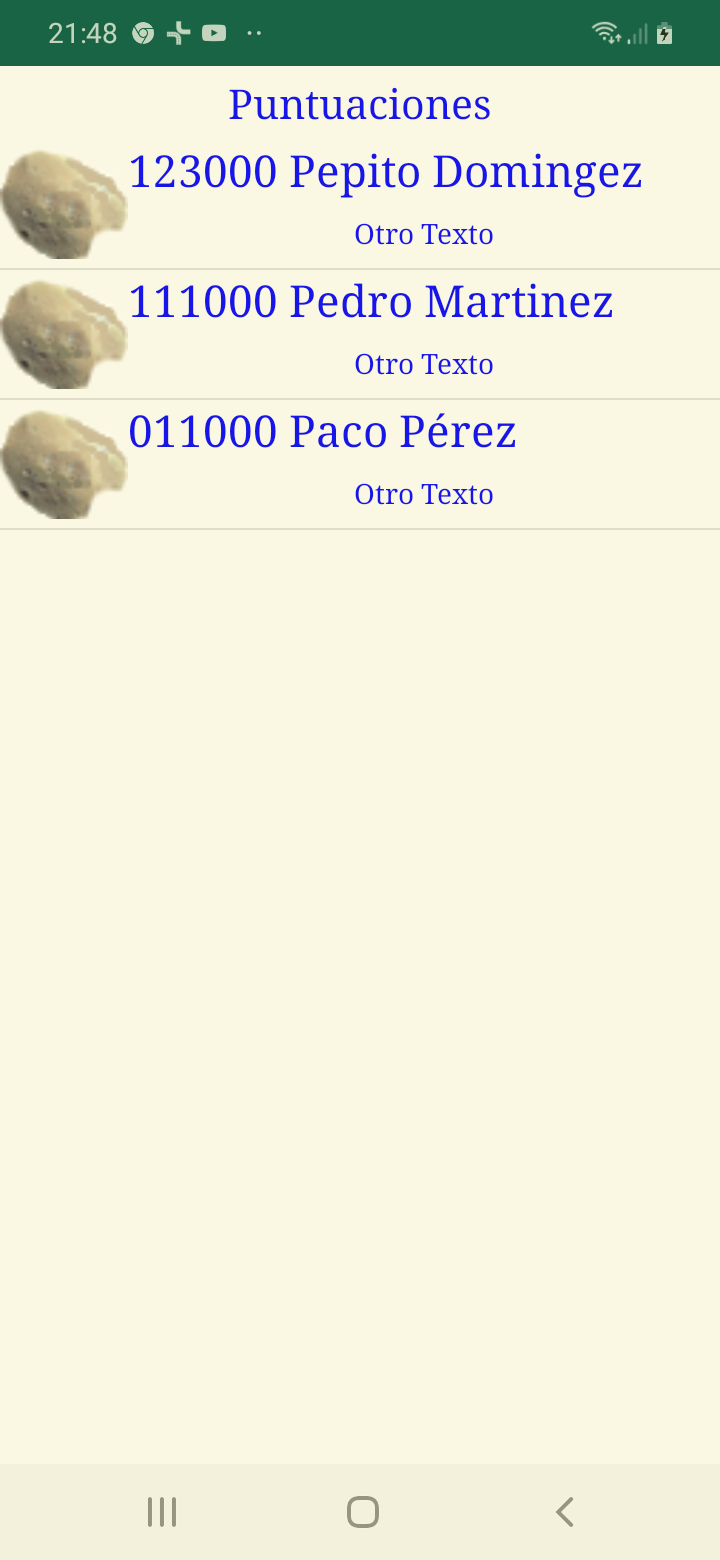 21:48
Puntuaciones
123000 Pepito Domingez
Otro Texto
111000 Pedro Martinez
Otro Texto
011000 Paco Pérez
Otro Texto